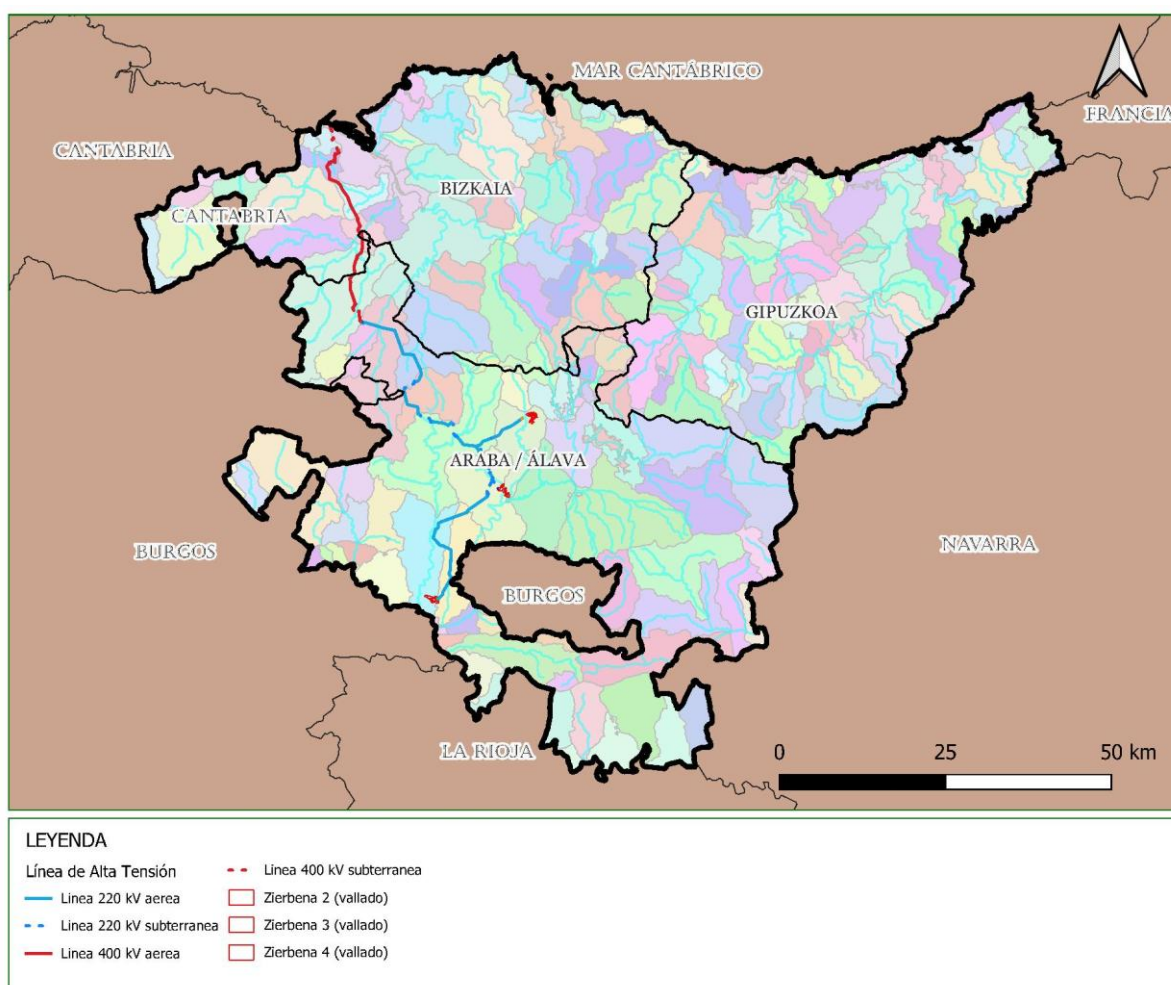 MAR CANTÁBRICO
FRANCIA
CANTABRIA
BIZKAIA
CANTABRIA
GIPUZKOA
ARABA / ÁLAVA
BURGOS
NAVARRA
BURGOS
LA RIOJA
0 25 50 km
LEYENDA
Línea de Alta Tensión
Linea 220 kV aerea
Linea 220 kV subterranea
Linea 400 kV aerea
Linea 400 kV subterranea
Zierbena 2 (vallado)
Zierbena 3 (vallado)
Zierbena 4 (vallado)